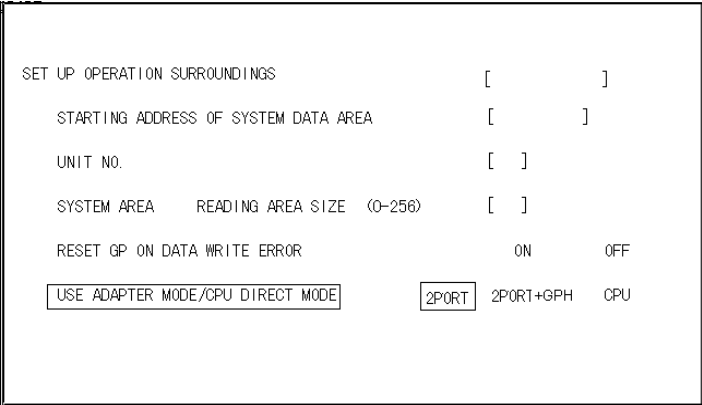 SET UP OPERATION SURROUNDINGS [ ]
STARTING ADDRESS OF SYSTEM DATA AREA [ ]
UNIT NO. [ ]
SYSTEM AREA READING AREA SIZE (0-256) [ ]
RESET GP ON DATA WRITE ERROR ON OFF
USE ADAPTER MODE/CPU DIRECT MODE 2PORT 2PORT+GPH CPU